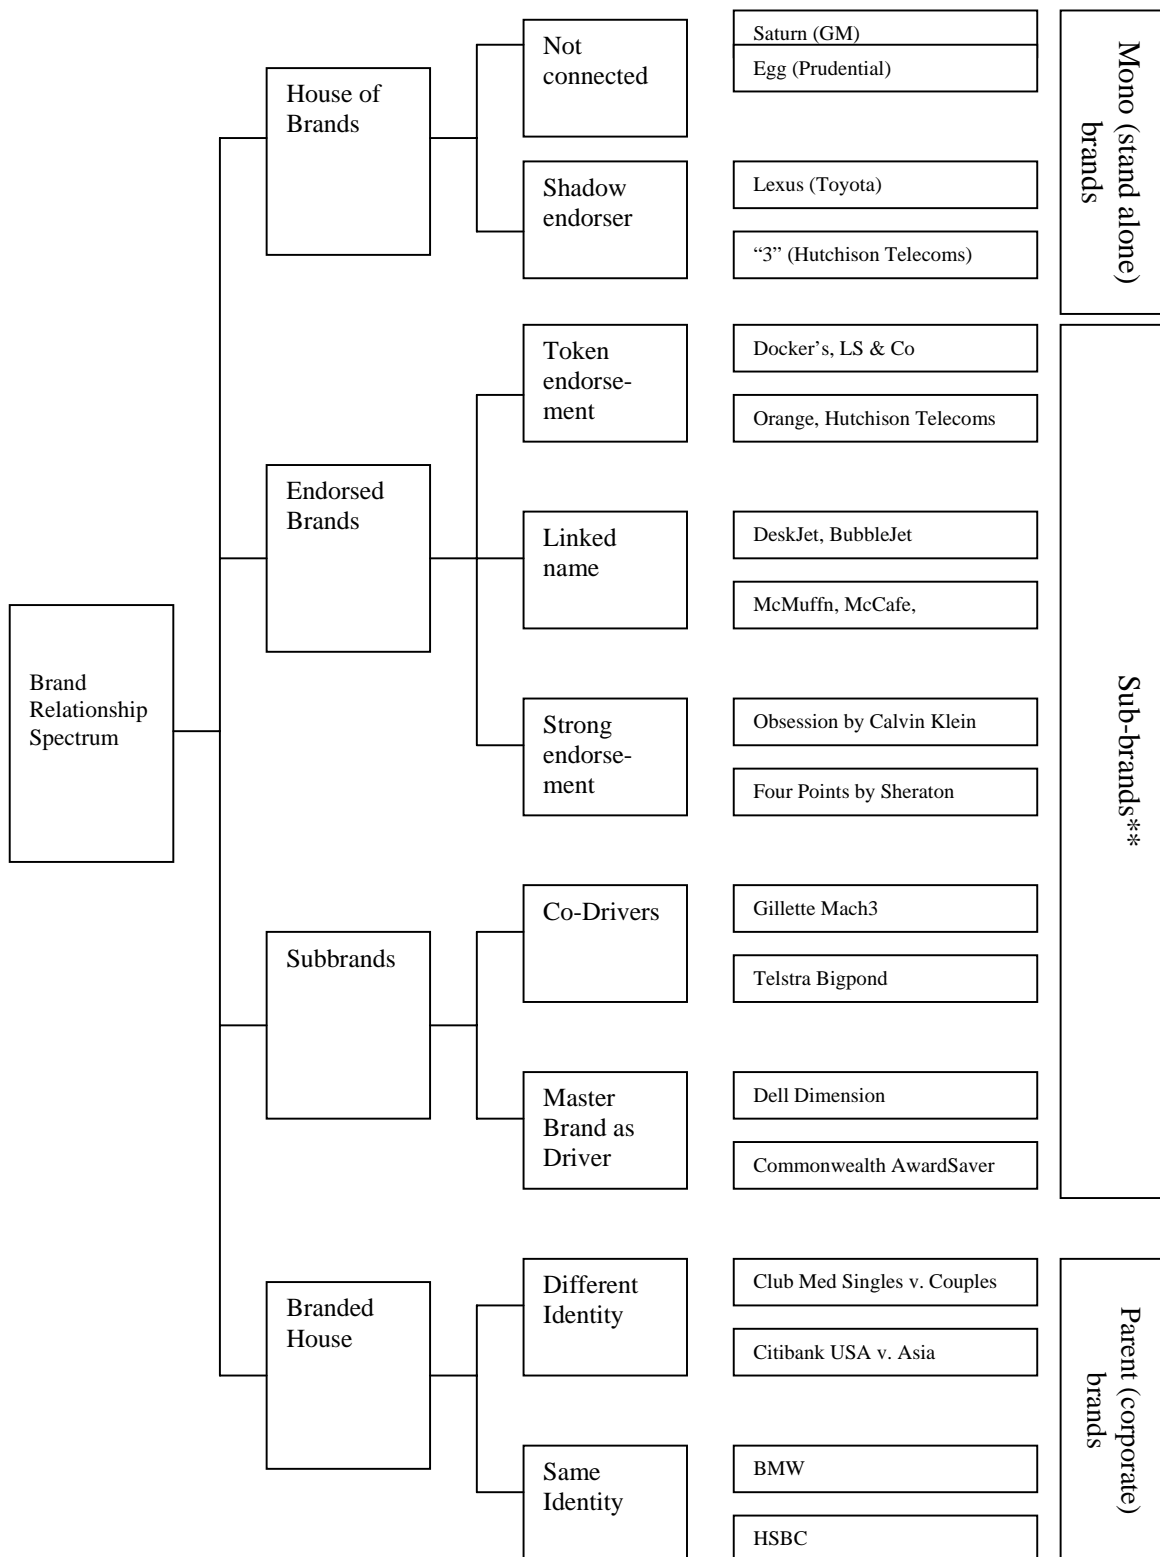 Brand
Relationship
Spectrum
House of
Brands
Not
connected
Saturn (GM)
Egg (Prudential)
Shadow
endorser
Lexus (Toyota)
“3” (Hutchison Telecoms)
Mono (stand alone)
brands
Endorsed
Brands
Token
endorse-
ment
Docker’s, LS & Co
Orange, Hutchison Telecoms
Linked
name
DeskJet, BubbleJet
McMuffn, McCafe,
Strong
endorse-
ment
Obsession by Calvin Klein
Four Points by Sheraton
Subbrands
Co-Drivers
Gillette Mach3
Telstra Bigpond
Master
Brand as
Driver
Dell Dimension
Commonwealth AwardSaver
Sub-brands**
Branded
House
Different
Identity
Club Med Singles v. Couples
Citibank USA v. Asia
Same
Identity
BMW
HSBC
Parent (corporate)
brands